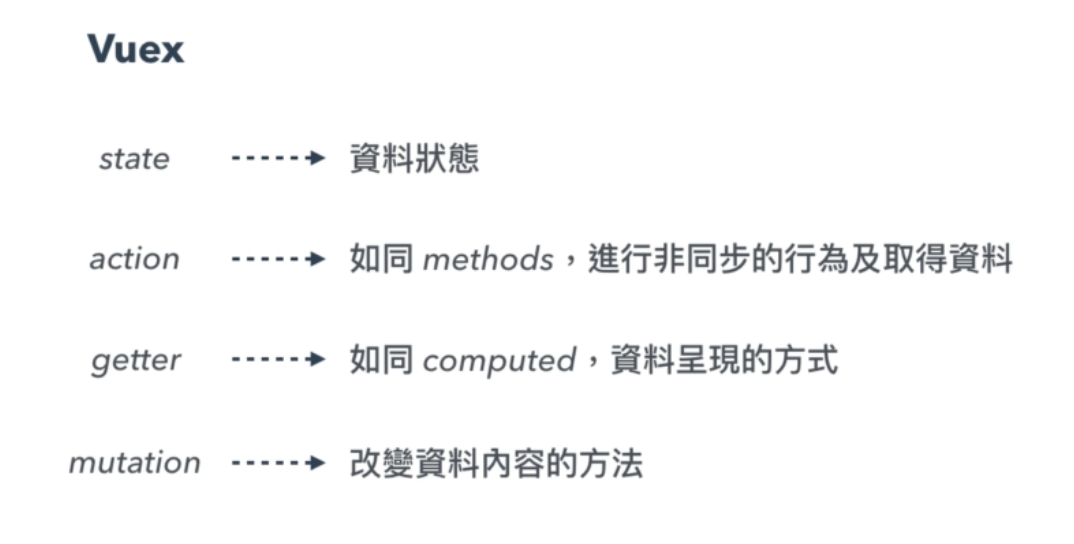 Vuex
state 資料狀態
action 如同 methods，進行非同步的行為及取得資料
getter 如同 computed，資料呈現的方式
mutation 改變資料內容的方法